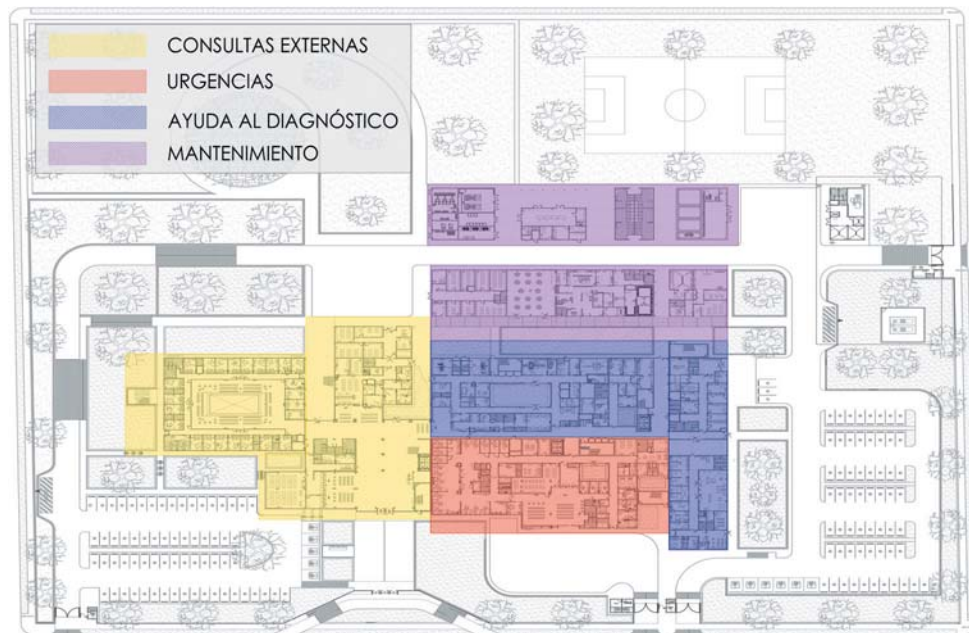 CONSULTAS EXTERNAS
URGENCIAS
AYUDA AL DIAGNÓSTICO
MANTENIMIENTO